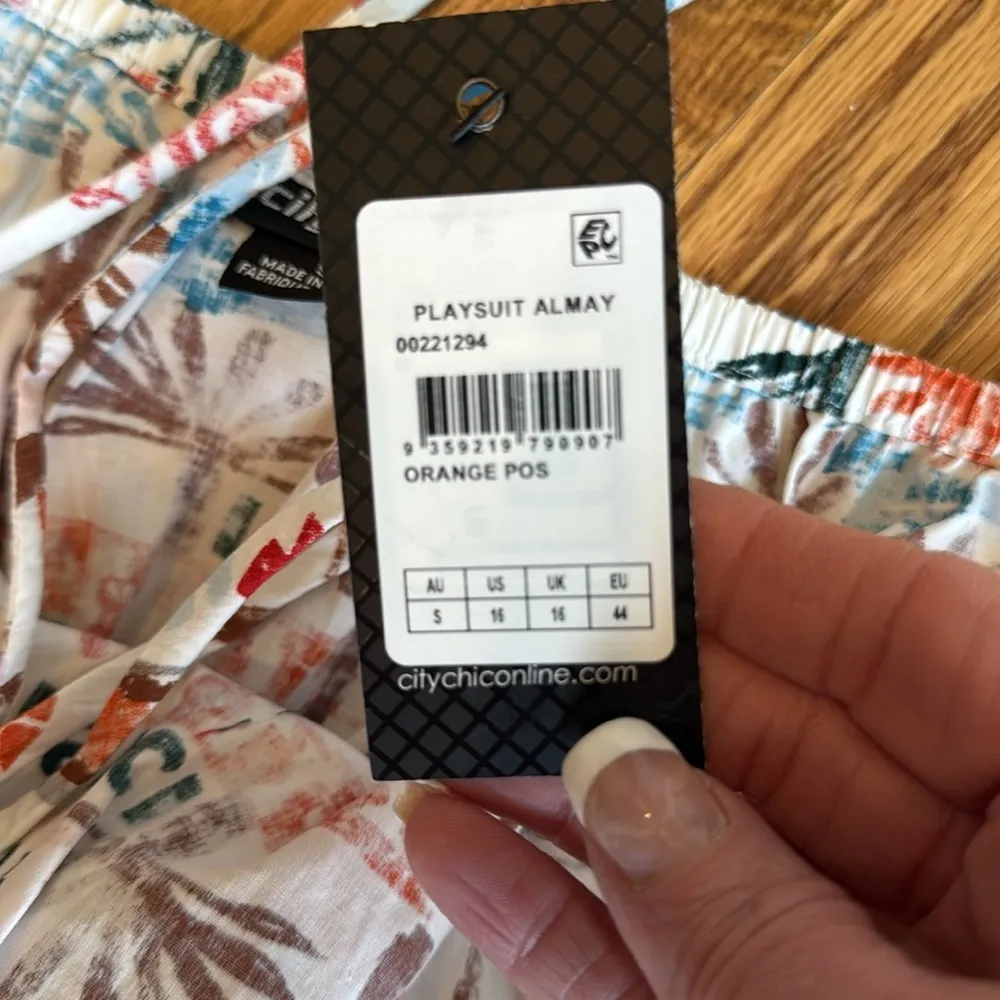 MADE IN
PLAYSUIT ALMAY
00221294
9 359219 790907
ORANGE POS
AU US UK EU
S 16 16 44
citychiconline.com